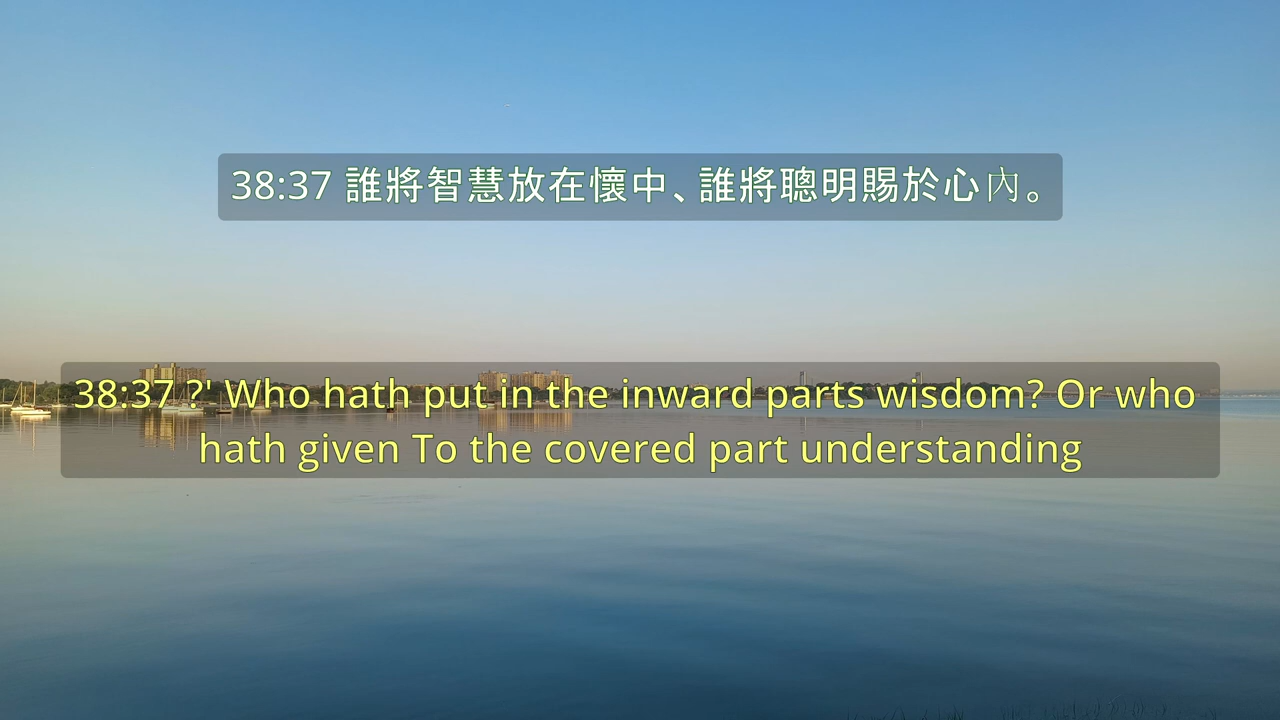 38:37 誰將智慧放在懷中、誰將聰明賜於心內。
38:37 ?' Who hath put in the inward parts wisdom? Or who
hath given To the covered part understanding